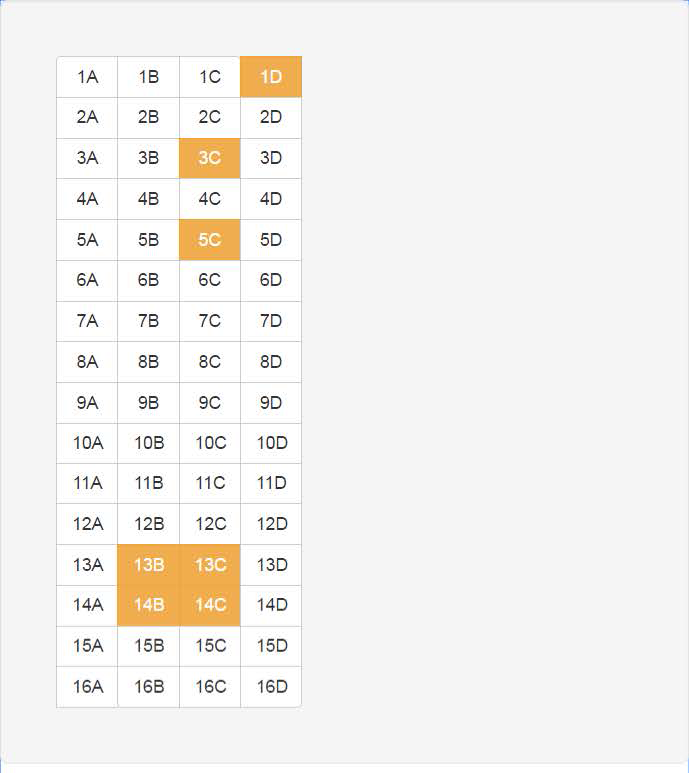 1A 1B 1C 1D
2A 2B 2C 2D
3A 3B 3C 3D
4A 4B 4C 4D
5A 5B 5C 5D
6A 6B 6C 6D
7A 7B 7C 7D
8A 8B 8C 8D
9A 9B 9C 9D
10A 10B 10C 10D
11A 11B 11C 11D
12A 12B 12C 12D
13A 13B 13C 13D
14A 14B 14C 14D
15A 15B 15C 15D
16A 16B 16C 16D